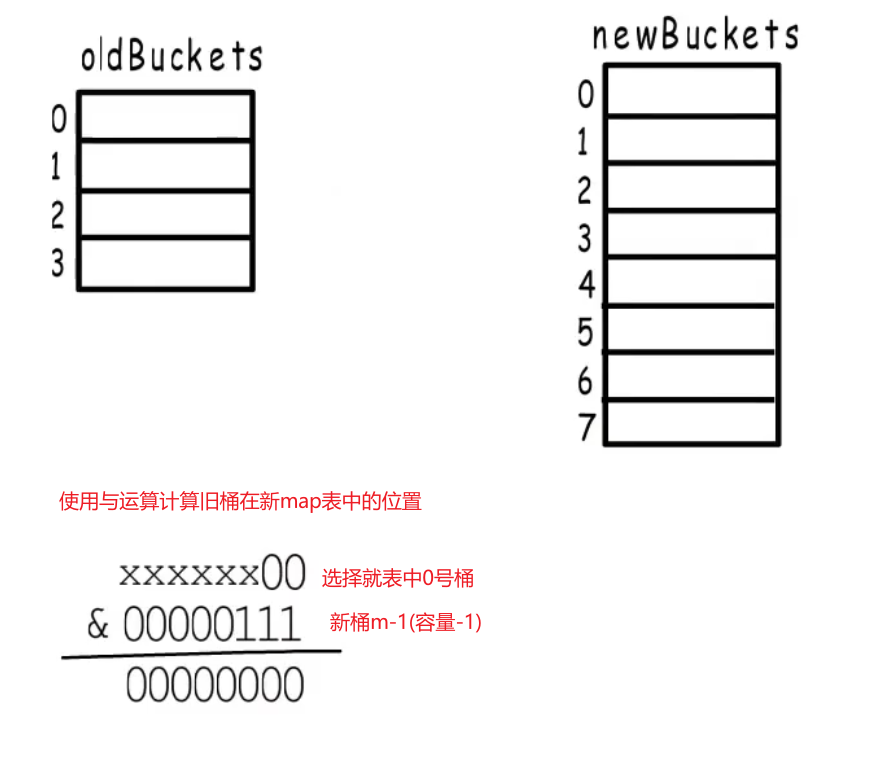 oldBuckets
0
1
2
3
newBuckets
0
1
2
3
4
5
6
7
使用与运算计算旧桶在新map表中的位置
xxxxxx00 选择就表中0号桶
& 00000111 新桶m-1(容量-1)
00000000